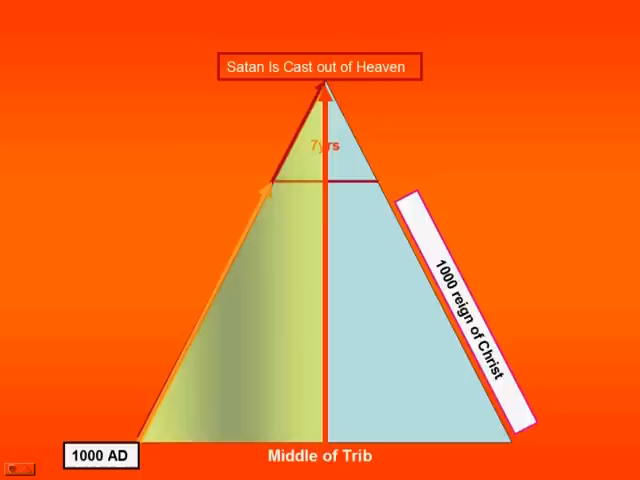 Satan Is Cast out of Heaven
7yrs
1000 reign of Christ
1000 AD
Middle of Trib